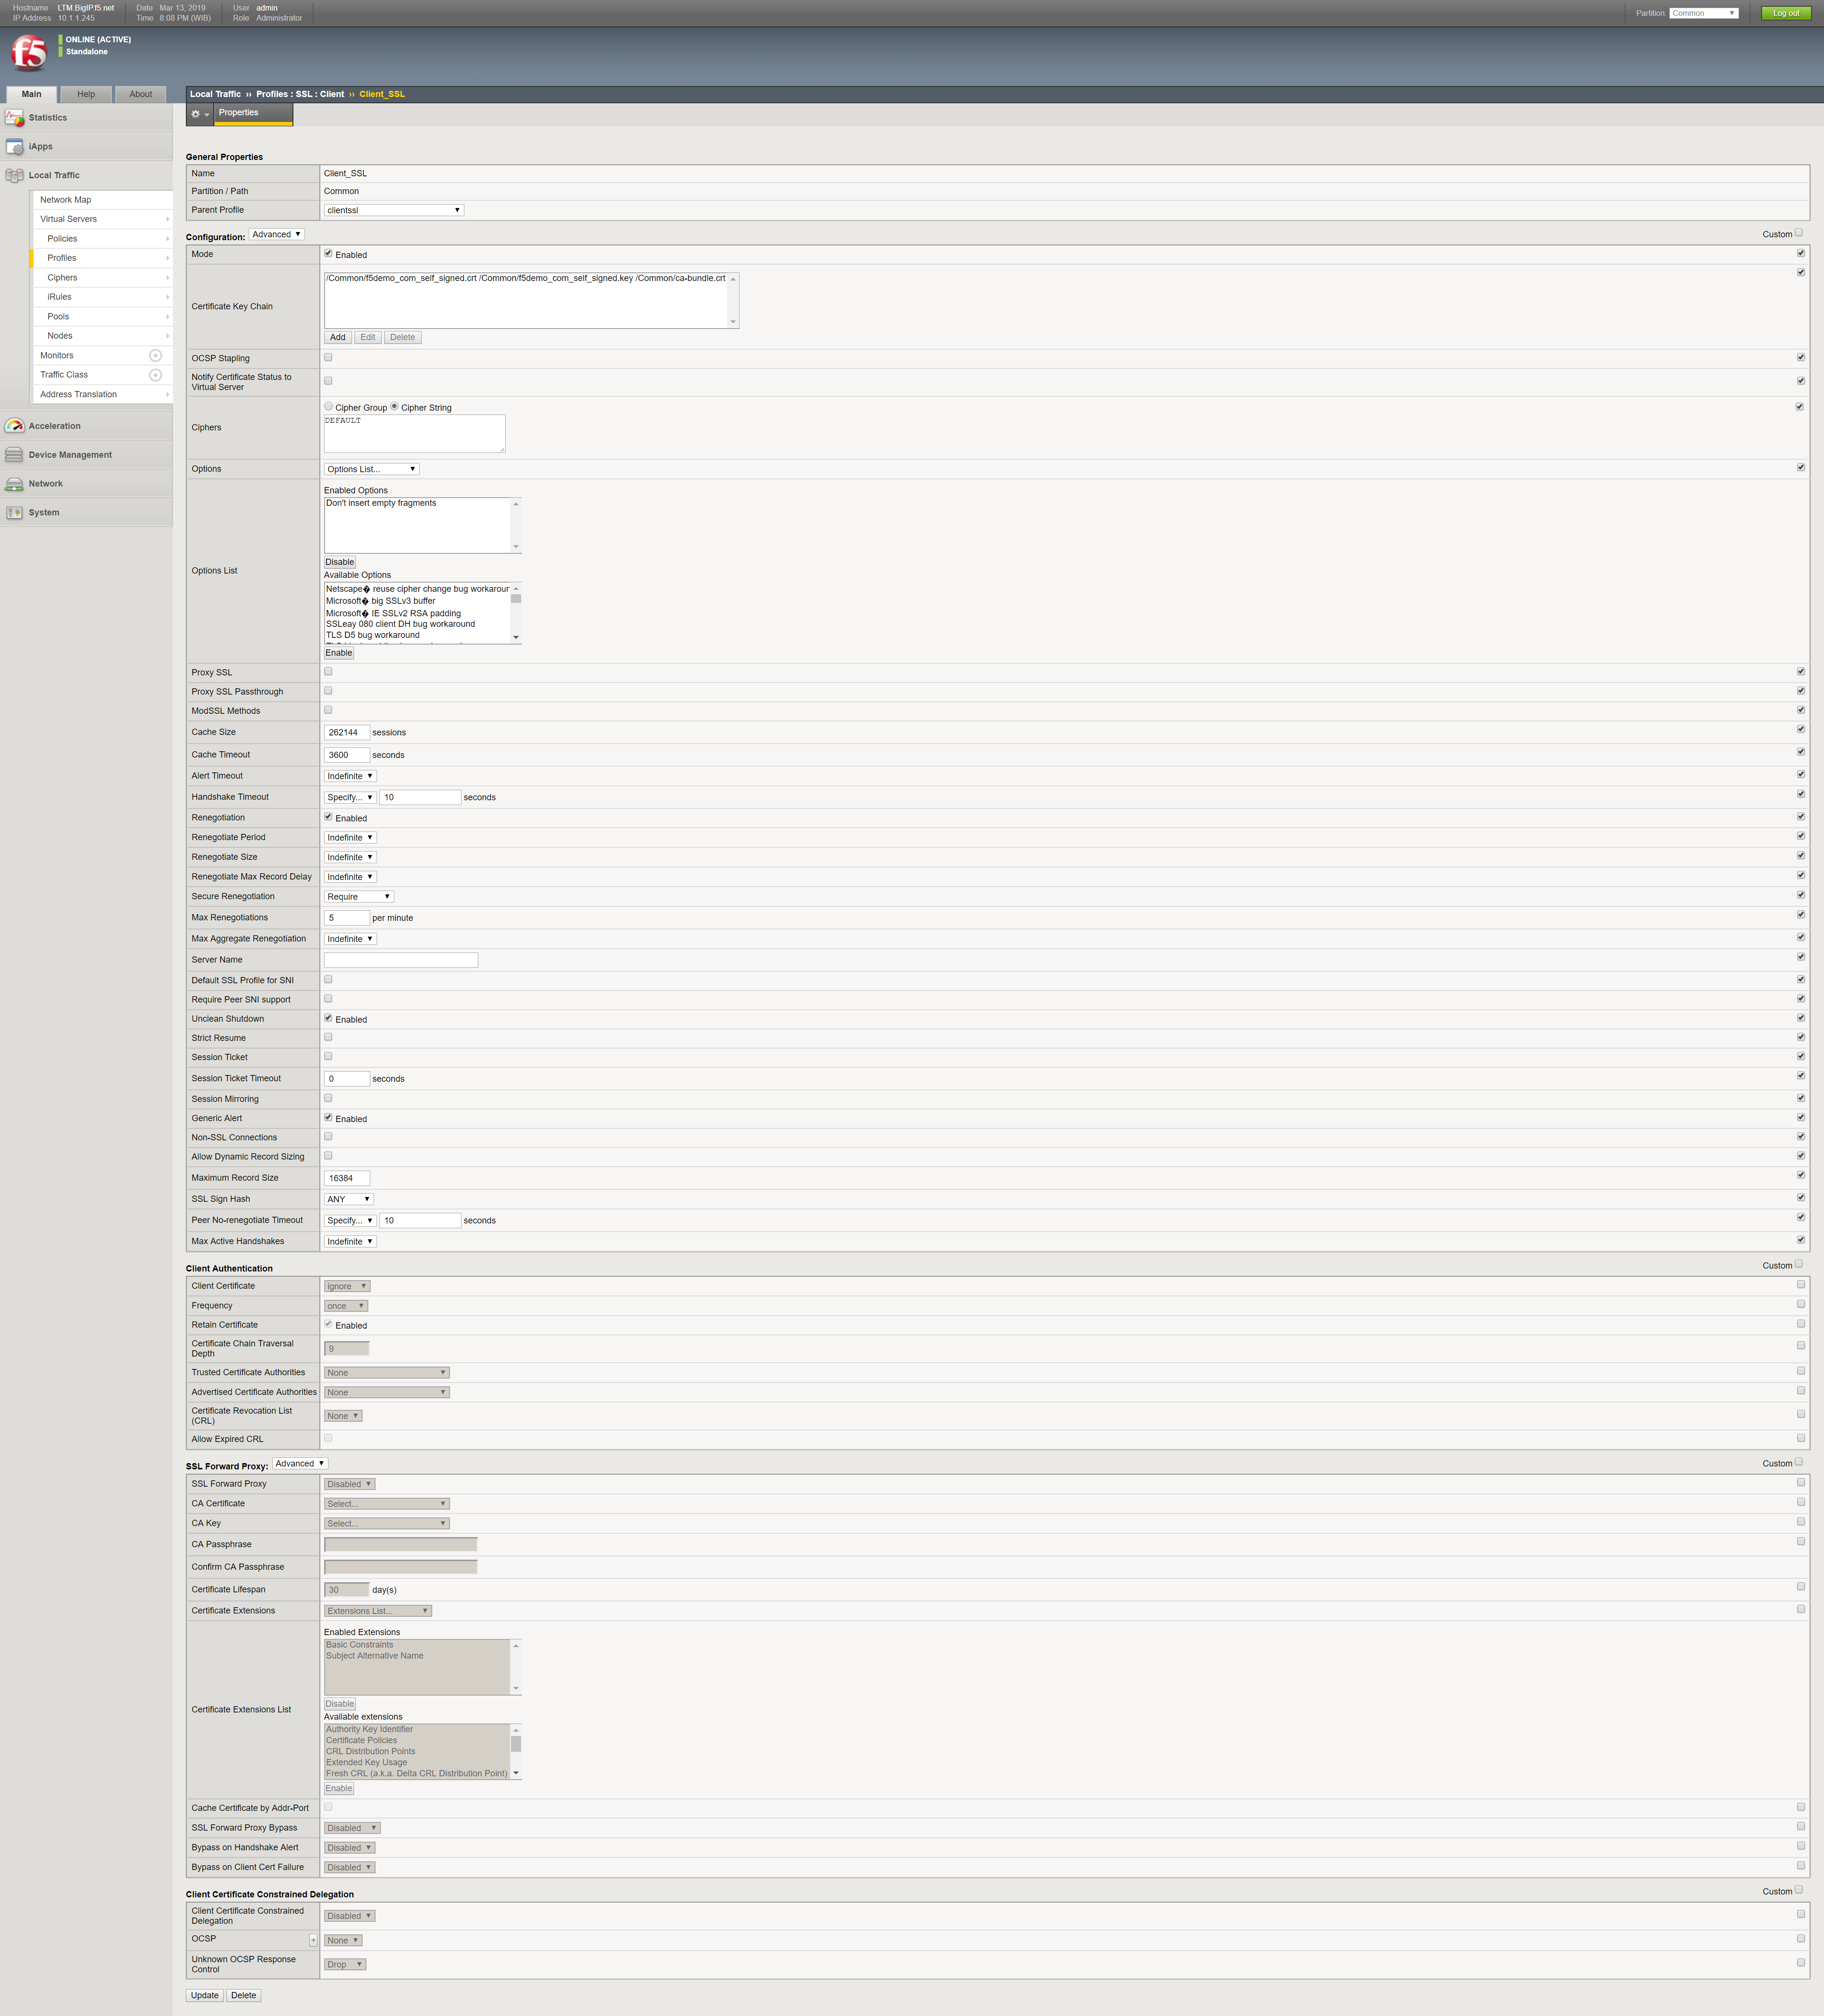 Hostname LTM.BigIP.f5.net Date Mar 13, 2019 User admin
IP Address 10.1.1.245 Time 8:08 PM (WIB) Role Administrator
Partition: Common Log out
f5
ONLINE (ACTIVE)
Standalone
Main Help About
Local Traffic ›› Profiles : SSL : Client ›› Client_SSL
Properties
Statistics
iApps
Local Traffic
Network Map
Virtual Servers
Policies
Profiles
Ciphers
iRules
Pools
Nodes
Monitors
Traffic Class
Address Translation
Acceleration
Device Management
Network
System
General Properties
Name Client_SSL
Partition / Path Common
Parent Profile clientssl
Configuration: Advanced Custom
Mode Enabled
Certificate Key Chain
/Common/f5demo_com_self_signed.crt /Common/f5demo_com_self_signed.key /Common/ca-bundle.crt
Add Edit Delete
OCSP Stapling
Notify Certificate Status to
Virtual Server
Ciphers
Cipher Group Cipher String
DEFAULT
Options Options List...
Options List
Enabled Options
Don't insert empty fragments
Disable
Available Options
Netscape� reuse cipher change bug workaroun
Microsoft� big SSLv3 buffer
Microsoft� IE SSLv2 RSA padding
SSLeay 080 client DH bug workaround
TLS D5 bug workaround
Enable
Proxy SSL
Proxy SSL Passthrough
ModSSL Methods
Cache Size 262144 sessions
Cache Timeout 3600 seconds
Alert Timeout Indefinite
Handshake Timeout Specify... 10 seconds
Renegotiation Enabled
Renegotiate Period Indefinite
Renegotiate Size Indefinite
Renegotiate Max Record Delay Indefinite
Secure Renegotiation Require
Max Renegotiations 5 per minute
Max Aggregate Renegotiation Indefinite
Server Name
Default SSL Profile for SNI
Require Peer SNI support
Unclean Shutdown Enabled
Strict Resume
Session Ticket
Session Ticket Timeout 0 seconds
Session Mirroring
Generic Alert Enabled
Non-SSL Connections
Allow Dynamic Record Sizing
Maximum Record Size 16384
SSL Sign Hash ANY
Peer No-renegotiate Timeout Specify... 10 seconds
Max Active Handshakes Indefinite
Client Authentication Custom
Client Certificate ignore
Frequency once
Retain Certificate Enabled
Certificate Chain Traversal
Depth 9
Trusted Certificate Authorities None
Advertised Certificate Authorities None
Certificate Revocation List
(CRL) None
Allow Expired CRL
SSL Forward Proxy: Advanced Custom
SSL Forward Proxy Disabled
CA Certificate Select...
CA Key Select...
CA Passphrase
Confirm CA Passphrase
Certificate Lifespan 30 day(s)
Certificate Extensions Extensions List...
Certificate Extensions List
Enabled Extensions
Basic Constraints
Subject Alternative Name
Disable
Available extensions
Authority Key Identifier
Certificate Policies
CRL Distribution Points
Extended Key Usage
Fresh CRL (a.k.a. Delta CRL Distribution Point)
Enable
Cache Certificate by Addr-Port
SSL Forward Proxy Bypass Disabled
Bypass on Handshake Alert Disabled
Bypass on Client Cert Failure Disabled
Client Certificate Constrained Delegation Custom
Client Certificate Constrained
Delegation Disabled
OCSP + None
Unknown OCSP Response
Control Drop
Update Delete